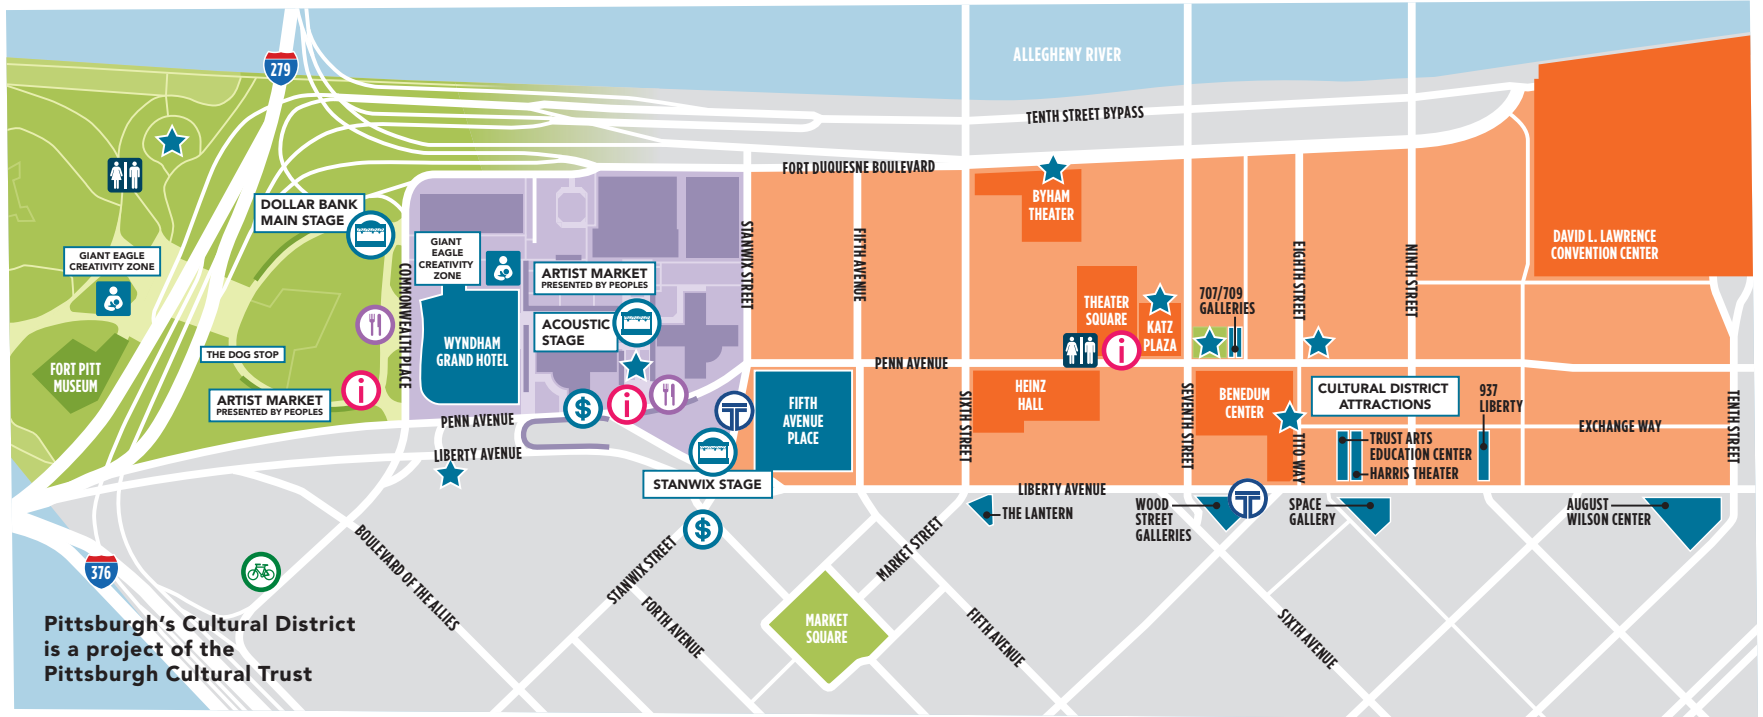 ALLEGHENY RIVER
279
TENTH STREET BYPASS
FORT DUQUESNE BOULEVARD
BYHAM
THEATER
DOLLAR BANK
MAIN STAGE
GIANT EAGLE
CREATIVITY ZONE
GIANT
EAGLE
CREATIVITY
ZONE
ARTIST MARKET
PRESENTED BY PEOPLES
ACOUSTIC
STAGE
COMMONWEALTH PLACE
STANWIX STREET
FIFTH AVENUE
EIGHTH STREET
NINTH STREET
DAVID L. LAWRENCE
CONVENTION CENTER
THEATER
SQUARE
KATZ
PLAZA
707/709
GALLERIES
WYNDHAM
GRAND HOTEL
THE DOG STOP
FORT PITT
MUSEUM
ARTIST MARKET
PRESENTED BY PEOPLES
i
i
i
$
T
PENN AVENUE
PENN AVENUE
LIBERTY AVENUE
FIFTH
AVENUE
PLACE
HEINZ
HALL
SIXTH STREET
SEVENTH STREET
BENEDUM
CENTER
TITO WAY
CULTURAL DISTRICT
ATTRACTIONS
937
LIBERTY
EXCHANGE WAY
TENTH STREET
TRUST ARTS
EDUCATION CENTER
HARRIS THEATER
STANWIX STAGE
$
LIBERTY AVENUE
THE LANTERN
WOOD
STREET
GALLERIES
T
SPACE
GALLERY
AUGUST
WILSON CENTER
376
BOULEVARD OF THE ALLIES
STANWIX STREET
FORTH AVENUE
MARKET STREET
MARKET
SQUARE
FIFTH AVENUE
SIXTH AVENUE
Pittsburgh's Cultural District
is a project of the
Pittsburgh Cultural Trust